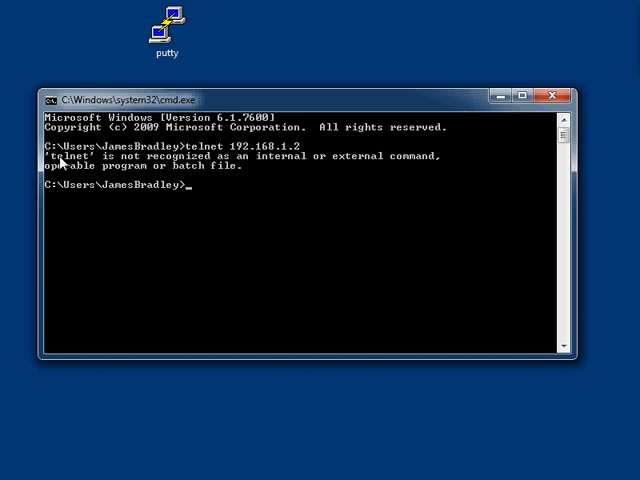 putty
C:\Windows\system32\cmd.exe
Microsoft Windows [Version 6.1.7600]
Copyright (c) 2009 Microsoft Corporation.  All rights reserved.
C:\Users\JamesBradley>telnet 192.168.1.2
'telnet' is not recognized as an internal or external command,
operable program or batch file.
C:\Users\JamesBradley>_